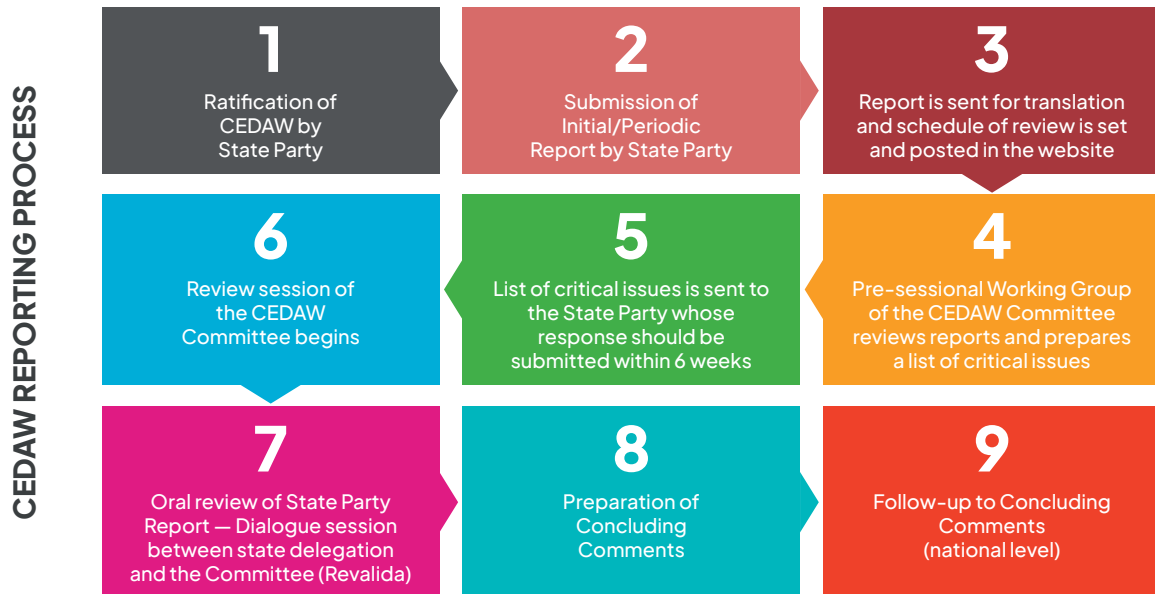 CEDAW REPORTING PROCESS
1
Ratification of
CEDAW by
State Party
2
Submission of
Initial/Periodic
Report by State Party
3
Report is sent for translation
and schedule of review is set
and posted in the website
4
Pre-sessional Working Group
of the CEDAW Committee
reviews reports and prepares
a list of critical issues
5
List of critical issues is sent to
the State Party whose
response should be
submitted within 6 weeks
6
Review session of
the CEDAW
Committee begins
7
Oral review of State Party
Report — Dialogue session
between state delegation
and the Committee (Revalida)
8
Preparation of
Concluding
Comments
9
Follow-up to Concluding
Comments
(national level)